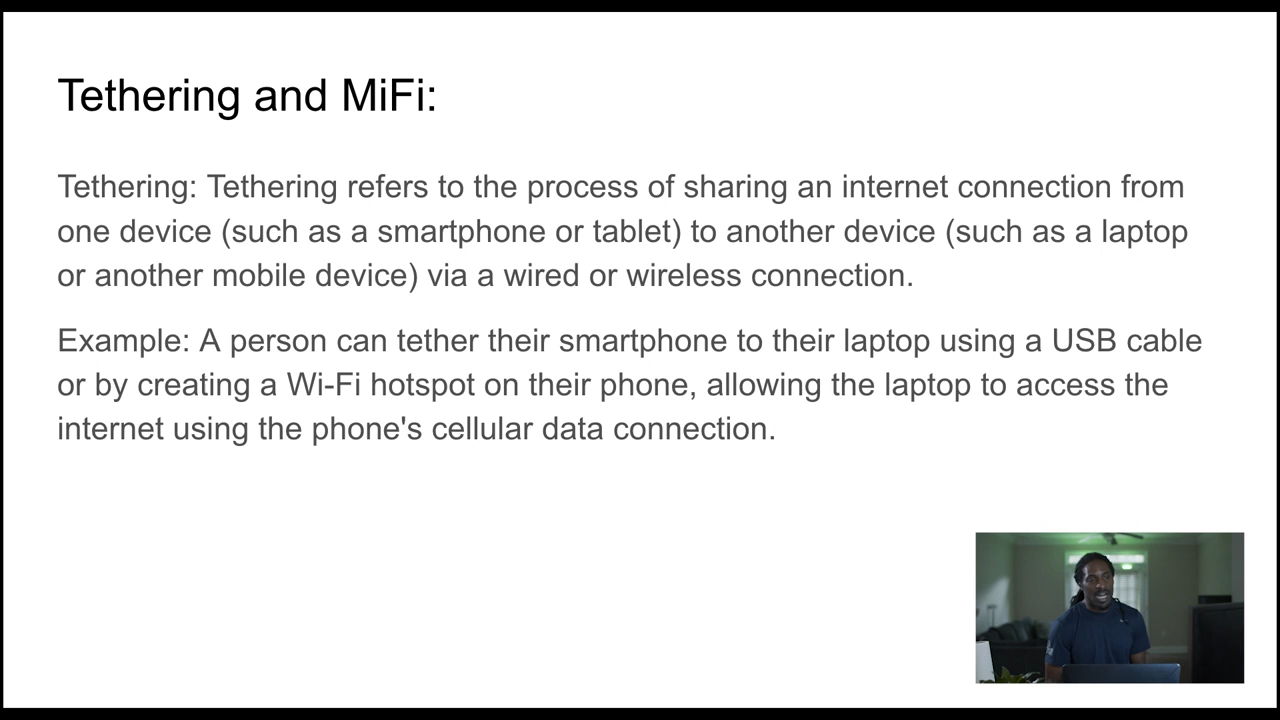 Tethering and MiFi:
Tethering: Tethering refers to the process of sharing an internet connection from
one device (such as a smartphone or tablet) to another device (such as a laptop
or another mobile device) via a wired or wireless connection.
Example: A person can tether their smartphone to their laptop using a USB cable
or by creating a Wi-Fi hotspot on their phone, allowing the laptop to access the
internet using the phone's cellular data connection.